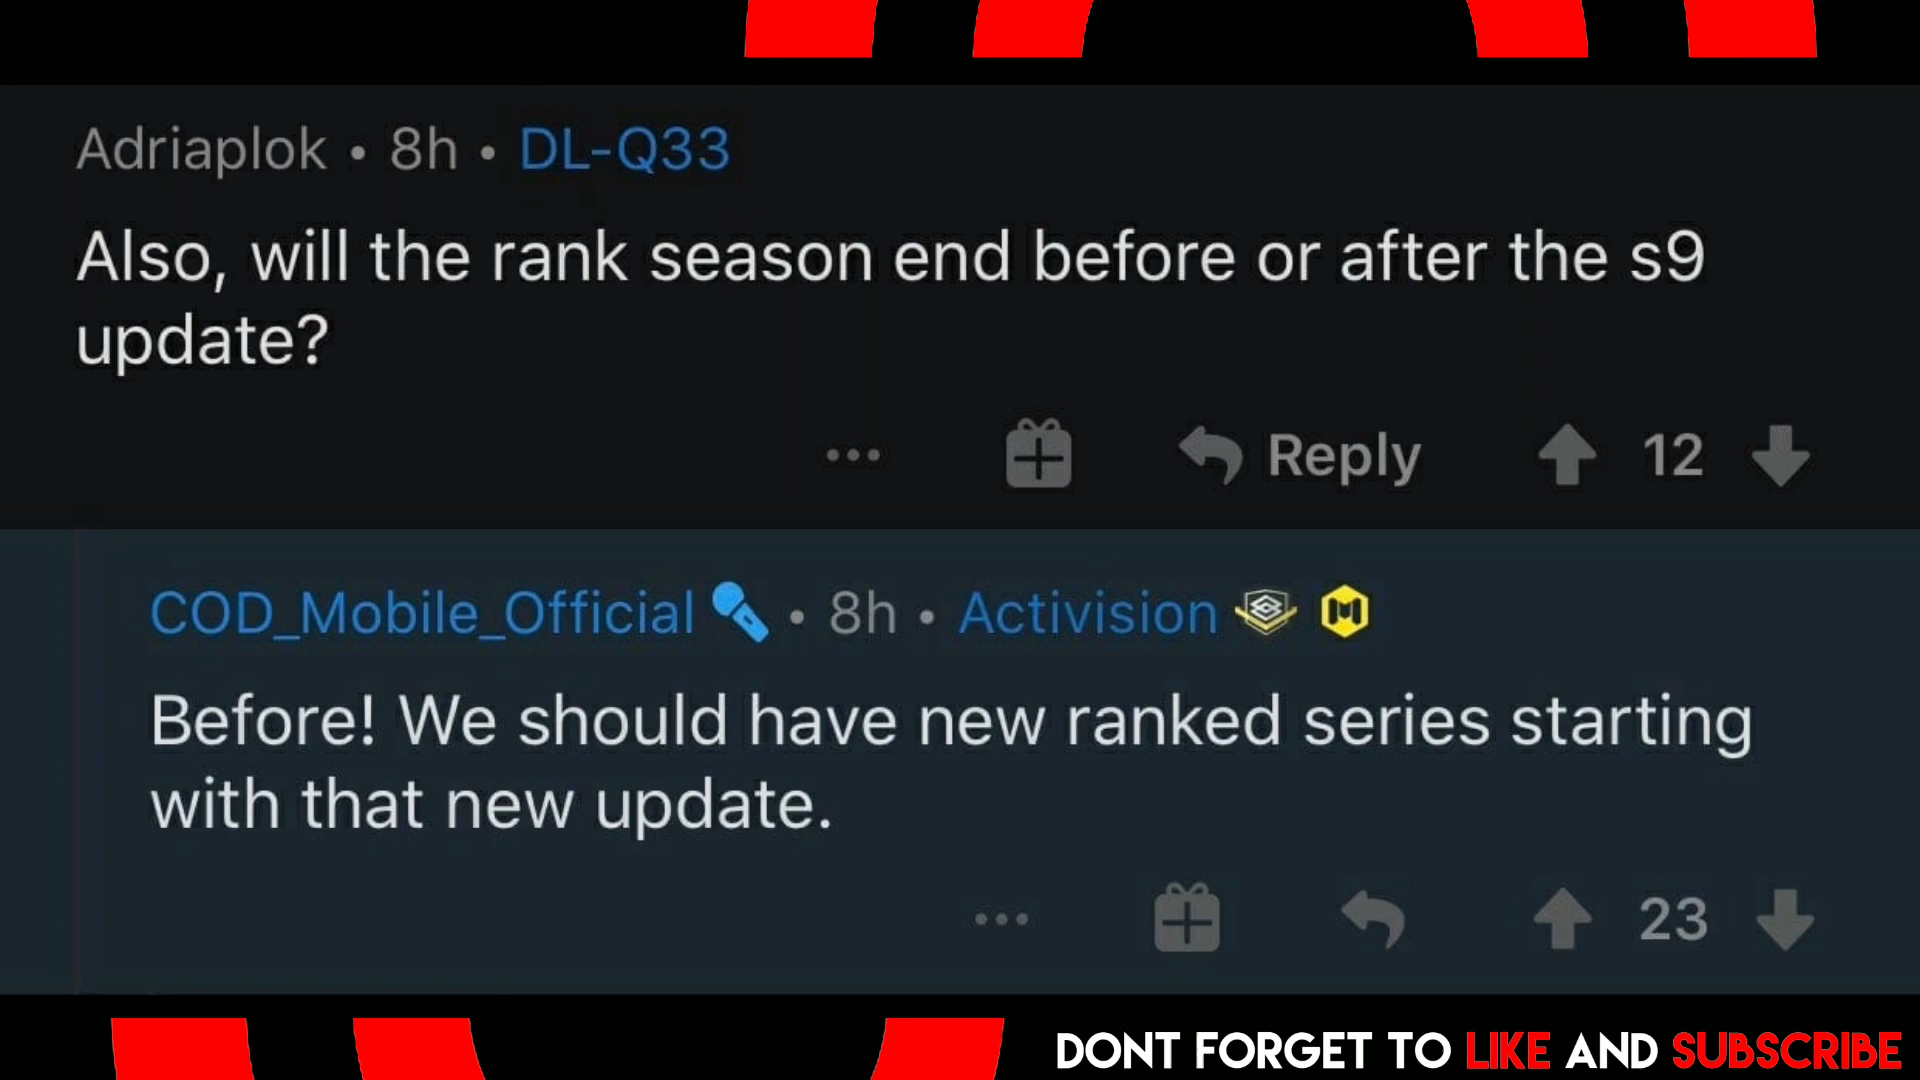 Adriaplok • 8h • DL-Q33
Also, will the rank season end before or after the s9
update?
... Reply 12
COD_Mobile_Official • 8h • Activision
Before! We should have new ranked series starting
with that new update.
... 23
DONT FORGET TO LIKE AND SUBSCRIBE